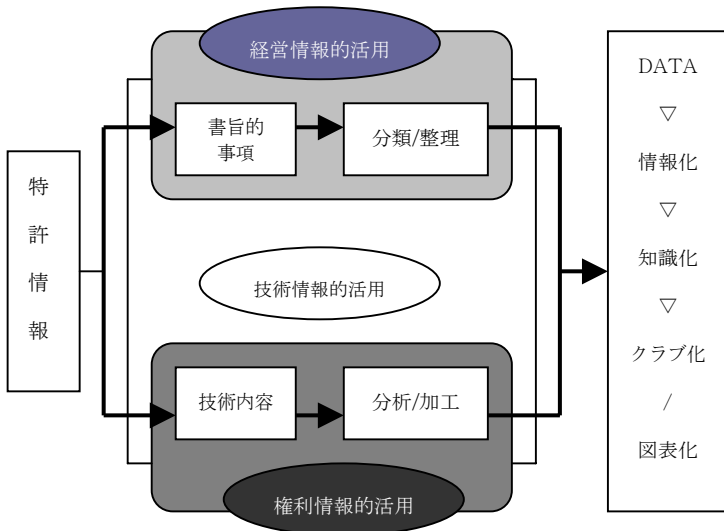 経営情報的活用
書旨的
事項
分類/整理
特
許
情
報
技術情報的活用
技術内容
分析/加工
権利情報的活用
DATA
▽
情報化
▽
知識化
▽
クラブ化
/
図表化